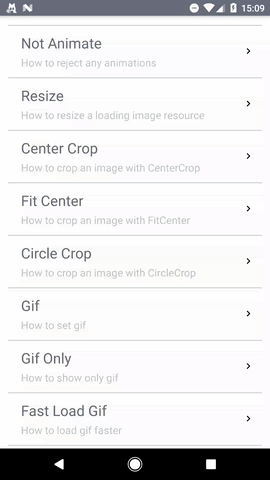 15:09
Not Animate
How to reject any animations
Resize
How to resize a loading image resource
Center Crop
How to crop an image with CenterCrop
Fit Center
How to crop an image with FitCenter
Circle Crop
How to crop an image with CircleCrop
Gif
How to set gif
Gif Only
How to show only gif
Fast Load Gif
How to load gif faster